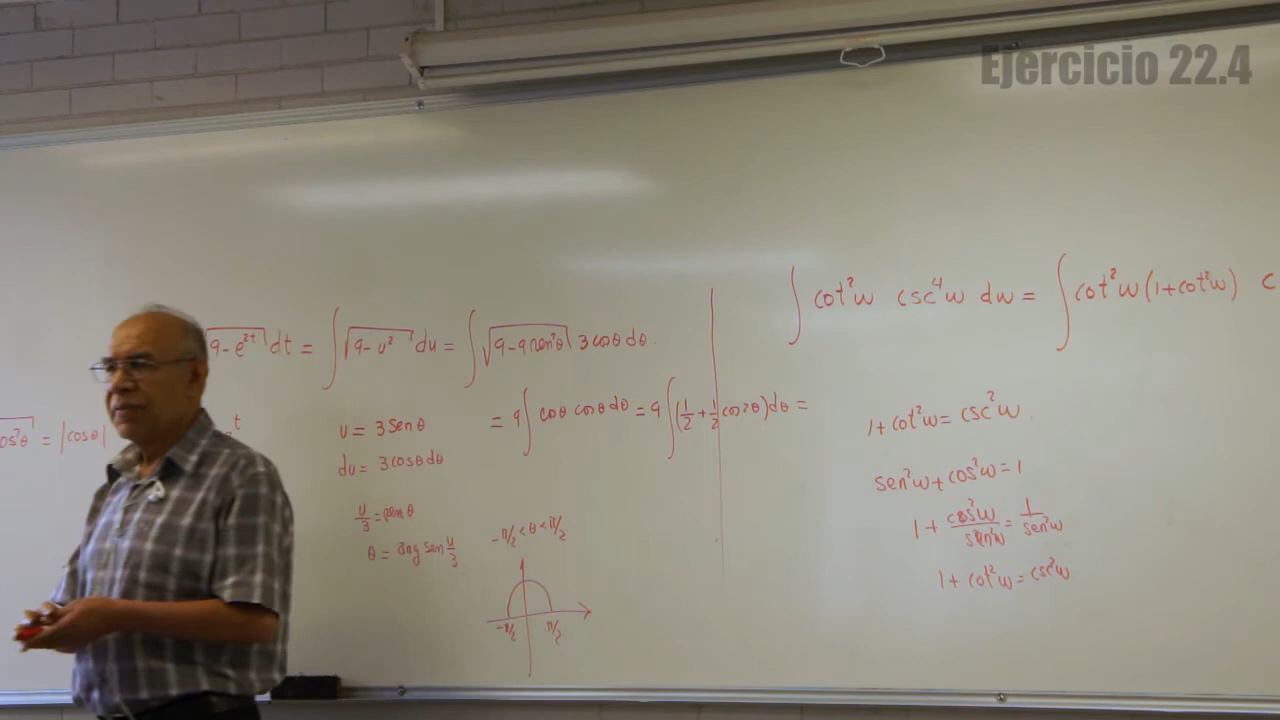 Ejercicio 22.4
√9-e²ᵗ dt = ∫√9-u² du = ∫√9-9sen²θ 3cosθ dθ
= |cosθ|
t
u = 3 senθ
du = 3cosθ dθ
u/3 = senθ
θ = ang sen u/3
= 9∫cosθ cosθ dθ = 9∫(1/2 + 1/2 cos2θ)dθ =
-π/2 < θ < π/2
-π/2 π/2
∫cot²w csc⁴w dw = ∫cot²w (1+cot²w) c
1+cot²w = csc²w
sen²w + cos²w = 1
1 + cos²w/sen²w = 1/sen²w
1 + cot²w = csc²w